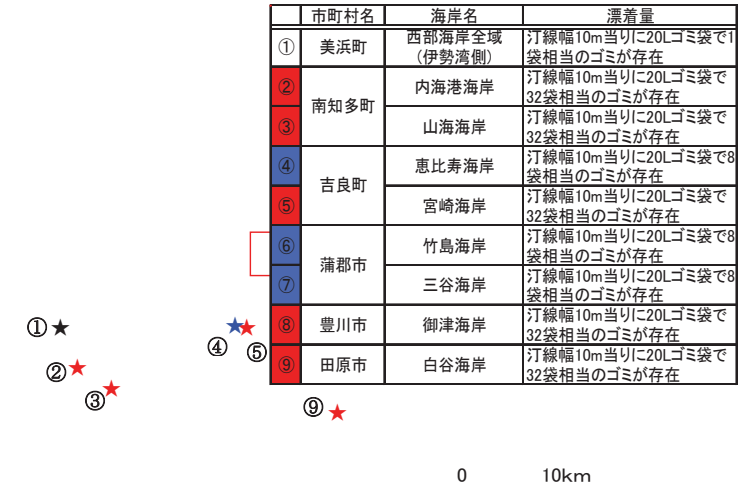 市町村名 海岸名 漂着量
① 美浜町 西部海岸全域 汀線幅10m当りに20Lゴミ袋で1
(伊勢湾側) 袋相当のゴミが存在
② 南知多町 内海港海岸 汀線幅10m当りに20Lゴミ袋で
32袋相当のゴミが存在
③ 山海海岸 汀線幅10m当りに20Lゴミ袋で
32袋相当のゴミが存在
④ 吉良町 恵比寿海岸 汀線幅10m当りに20Lゴミ袋で8
袋相当のゴミが存在
⑤ 宮崎海岸 汀線幅10m当りに20Lゴミ袋で
32袋相当のゴミが存在
⑥ 蒲郡市 竹島海岸 汀線幅10m当りに20Lゴミ袋で8
袋相当のゴミが存在
⑦ 三谷海岸 汀線幅10m当りに20Lゴミ袋で8
袋相当のゴミが存在
⑧ 豊川市 御津海岸 汀線幅10m当りに20Lゴミ袋で
32袋相当のゴミが存在
⑨ 田原市 白谷海岸 汀線幅10m当りに20Lゴミ袋で
32袋相当のゴミが存在
①★
④★★⑤
②★
③★
⑨★
0 10km